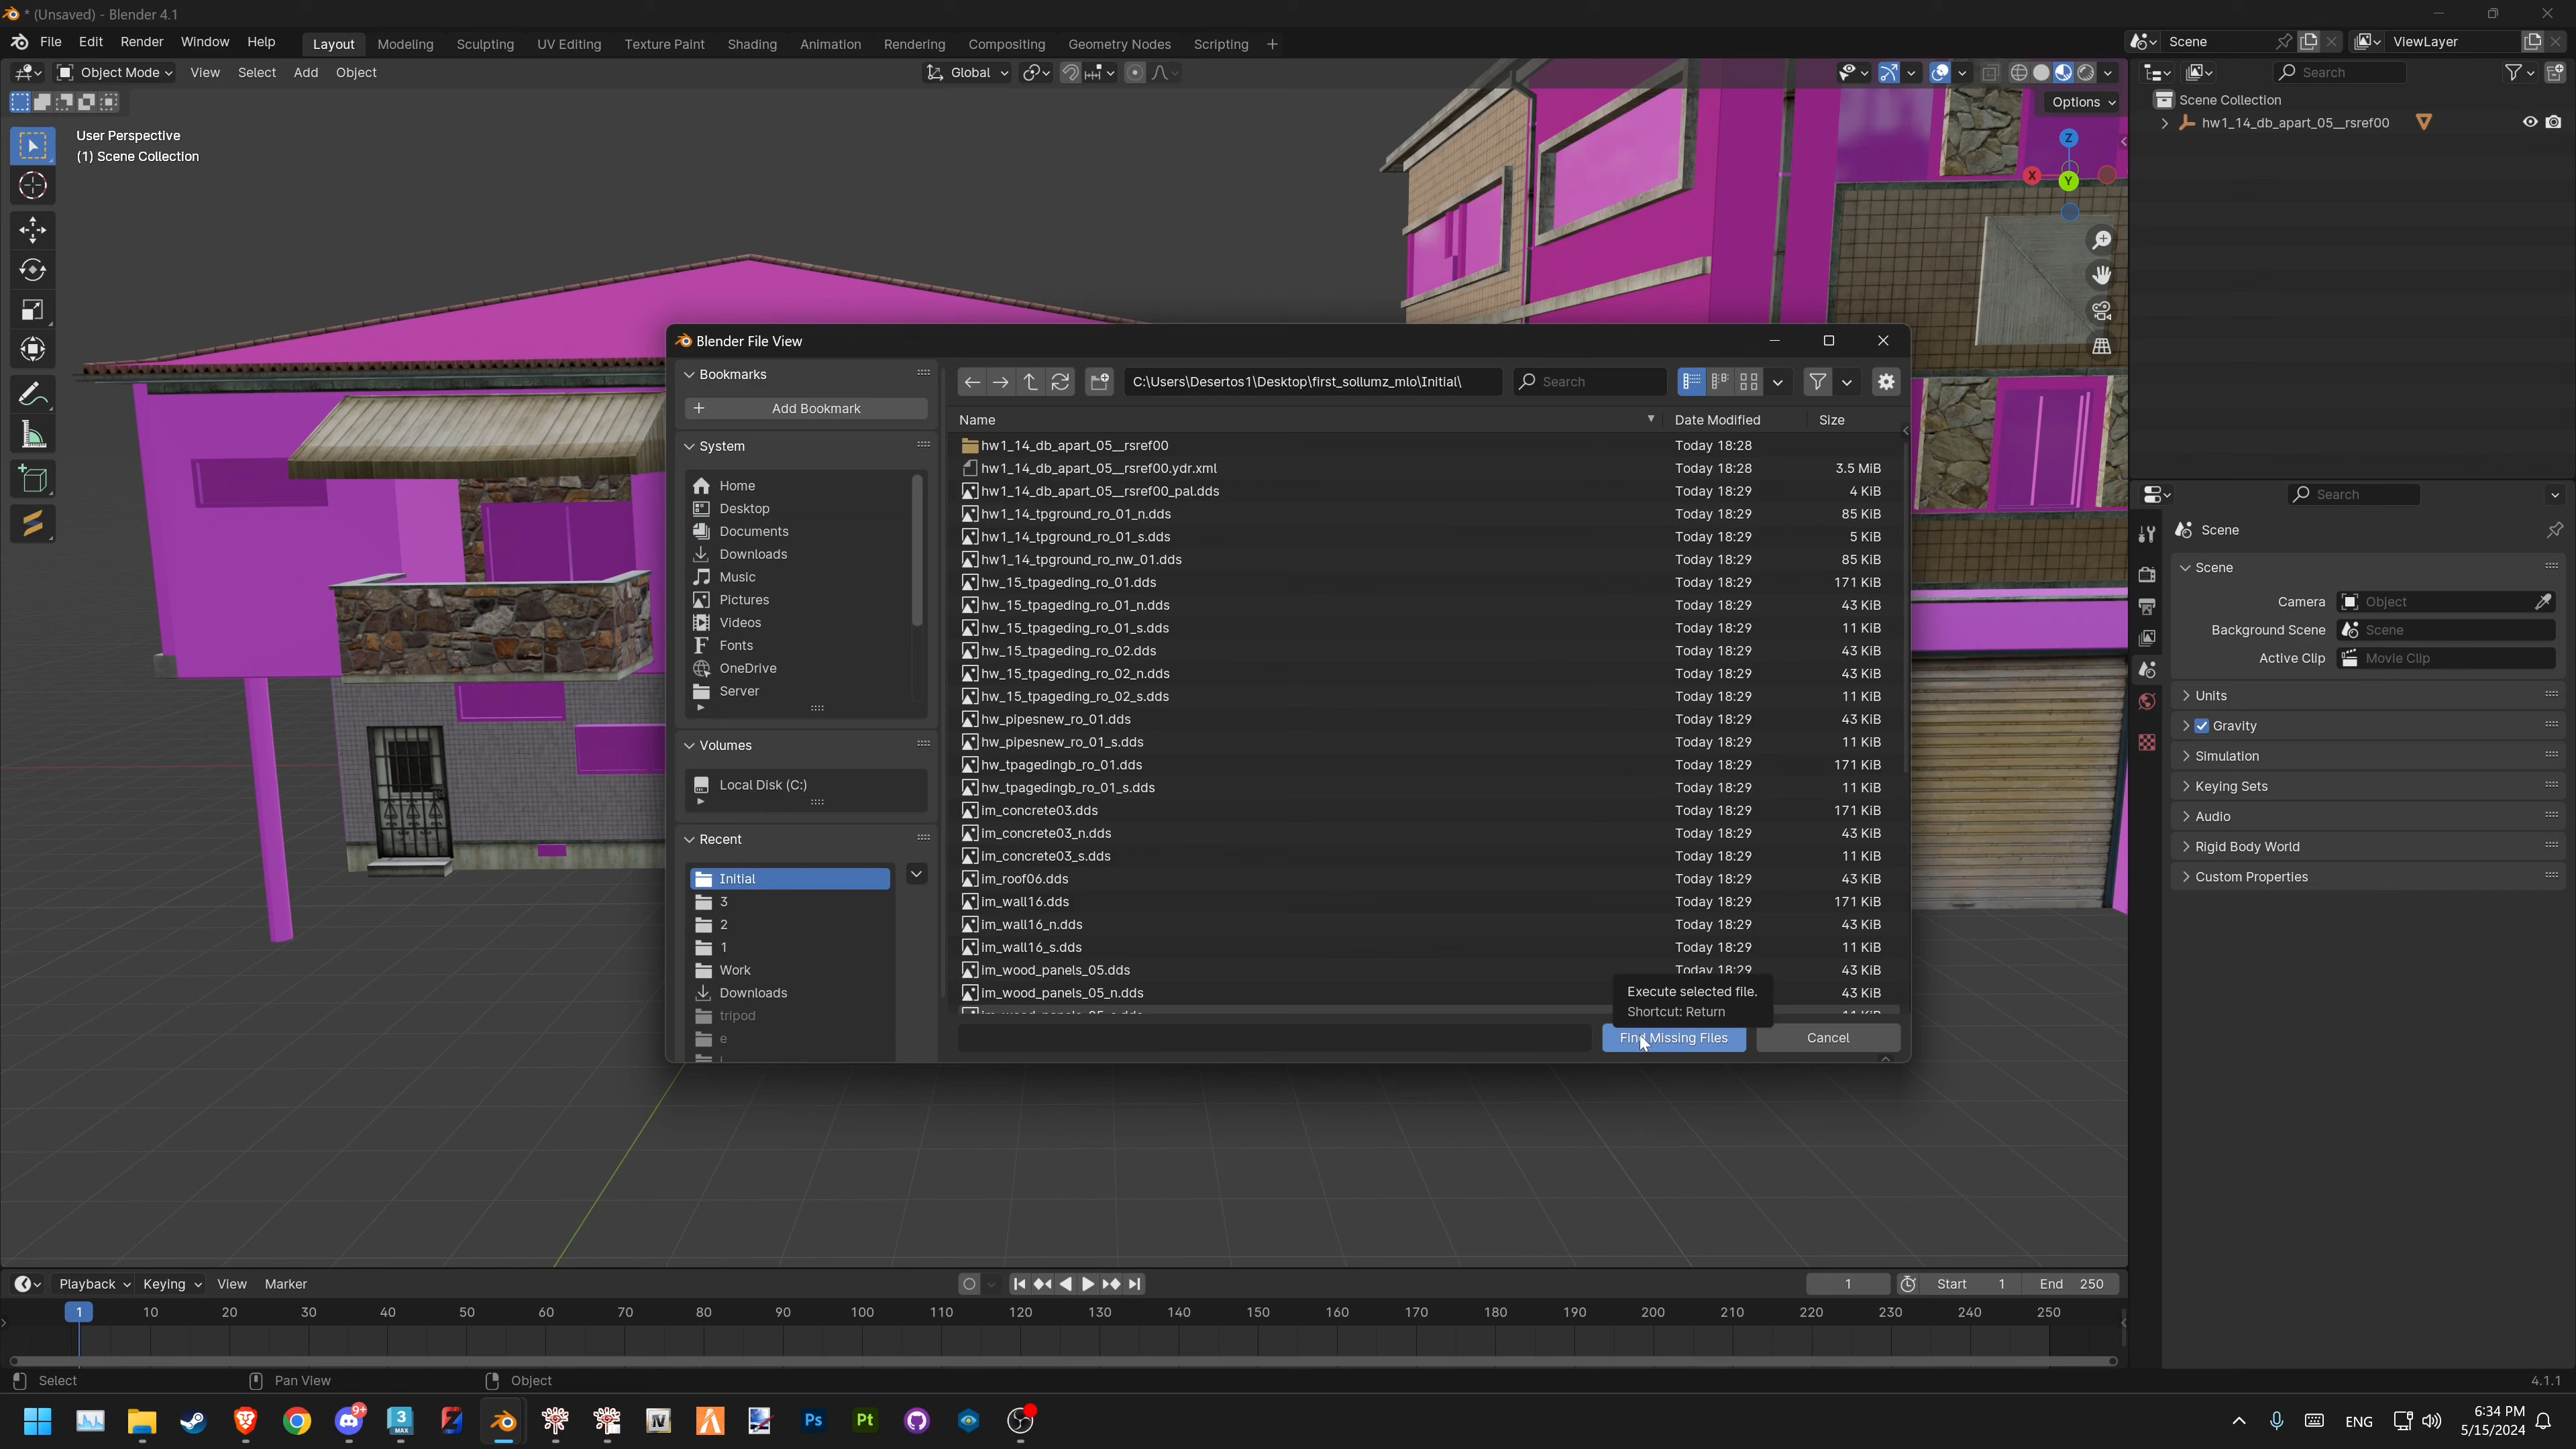 * (Unsaved) - Blender 4.1
File Edit Render Window Help Layout Modeling Sculpting UV Editing Texture Paint Shading Animation Rendering Compositing Geometry Nodes Scripting + Scene ViewLayer
Object Mode View Select Add Object Global Search
Options
User Perspective
(1) Scene Collection
Scene Collection
hw1_14_db_apart_05__rsref00
Z
X
Y
Blender File View
Bookmarks
Add Bookmark
System
Home
Desktop
Documents
Downloads
Music
Pictures
Videos
Fonts
OneDrive
Server
Volumes
Local Disk (C:)
Recent
Initial
3
2
1
Work
Downloads
tripod
e
C:\Users\Desertos1\Desktop\first_sollumz_mlo\Initial\ Search
Name Date Modified Size
hw1_14_db_apart_05__rsref00 Today 18:28
hw1_14_db_apart_05__rsref00.ydr.xml Today 18:28 3.5 MiB
hw1_14_db_apart_05__rsref00_pal.dds Today 18:29 4 KiB
hw1_14_tpground_ro_01_n.dds Today 18:29 85 KiB
hw1_14_tpground_ro_01_s.dds Today 18:29 5 KiB
hw1_14_tpground_ro_nw_01.dds Today 18:29 85 KiB
hw_15_tpageding_ro_01.dds Today 18:29 171 KiB
hw_15_tpageding_ro_01_n.dds Today 18:29 43 KiB
hw_15_tpageding_ro_01_s.dds Today 18:29 11 KiB
hw_15_tpageding_ro_02.dds Today 18:29 43 KiB
hw_15_tpageding_ro_02_n.dds Today 18:29 43 KiB
hw_15_tpageding_ro_02_s.dds Today 18:29 11 KiB
hw_pipesnew_ro_01.dds Today 18:29 43 KiB
hw_pipesnew_ro_01_s.dds Today 18:29 11 KiB
hw_tpagedingb_ro_01.dds Today 18:29 171 KiB
hw_tpagedingb_ro_01_s.dds Today 18:29 11 KiB
im_concrete03.dds Today 18:29 171 KiB
im_concrete03_n.dds Today 18:29 43 KiB
im_concrete03_s.dds Today 18:29 11 KiB
im_roof06.dds Today 18:29 43 KiB
im_wall16.dds Today 18:29 171 KiB
im_wall16_n.dds Today 18:29 43 KiB
im_wall16_s.dds Today 18:29 11 KiB
im_wood_panels_05.dds Today 18:29 43 KiB
im_wood_panels_05_n.dds 43 KiB
Execute selected file.
Shortcut: Return
Find Missing Files Cancel
Search
Scene
Scene
Camera Object
Background Scene Scene
Active Clip Movie Clip
Units
Gravity
Simulation
Keying Sets
Audio
Rigid Body World
Custom Properties
Playback Keying View Marker 1 Start 1 End 250
1 10 20 30 40 50 60 70 80 90 100 110 120 130 140 150 160 170 180 190 200 210 220 230 240 250
Select Pan View Object 4.1.1
9+ 3 MAX IV Ps Pt ENG
6:34 PM
5/15/2024